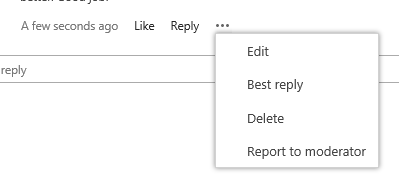 A few seconds ago Like Reply ...
Edit
reply
Best reply
Delete
Report to moderator